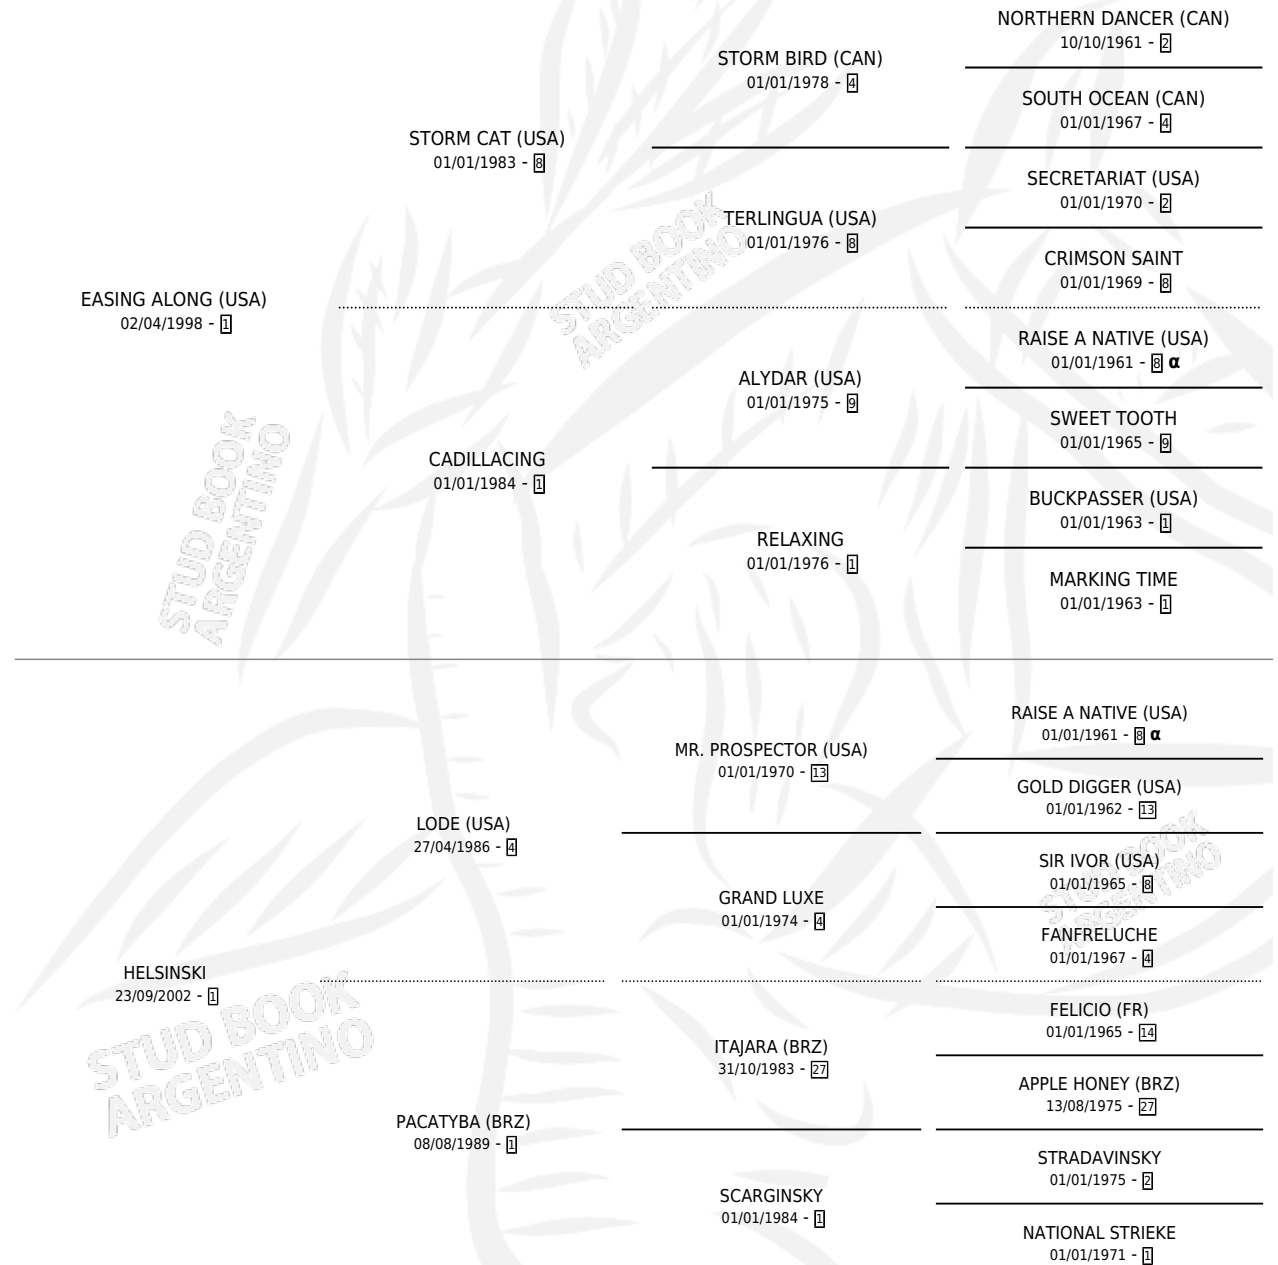 NORTHERN DANCER (CAN)
10/10/1961 - 2
STORM BIRD (CAN)
01/01/1978 - 4
SOUTH OCEAN (CAN)
01/01/1967 - 4
STORM CAT (USA)
01/01/1983 - 8
SECRETARIAT (USA)
01/01/1970 - 2
TERLINGUA (USA)
01/01/1976 - 8
CRIMSON SAINT
01/01/1969 - 8
EASING ALONG (USA)
02/04/1998 - 1
RAISE A NATIVE (USA)
01/01/1961 - 8 α
ALYDAR (USA)
01/01/1975 - 9
SWEET TOOTH
01/01/1965 - 9
CADILLACING
01/01/1984 - 1
BUCKPASSER (USA)
01/01/1963 - 1
RELAXING
01/01/1976 - 1
MARKING TIME
01/01/1963 - 1
RAISE A NATIVE (USA)
01/01/1961 - 8 α
MR. PROSPECTOR (USA)
01/01/1970 - 13
GOLD DIGGER (USA)
01/01/1962 - 13
LODE (USA)
27/04/1986 - 4
SIR IVOR (USA)
01/01/1965 - 8
GRAND LUXE
01/01/1974 - 4
FANFRELUCHE
01/01/1967 - 4
HELSINSKI
23/09/2002 - 1
FELICIO (FR)
01/01/1965 - 14
ITAJARA (BRZ)
31/10/1983 - 27
APPLE HONEY (BRZ)
13/08/1975 - 27
PACATYBA (BRZ)
08/08/1989 - 1
STRADAVINSKY
01/01/1975 - 2
SCARGINSKY
01/01/1984 - 1
NATIONAL STRIEKE
01/01/1971 - 1
STUD BOOK
ARGENTINO
STUD BOOK
ARGENTINO
STUD BOOK
ARGENTINO
STUD BOOK
ARGENTINO